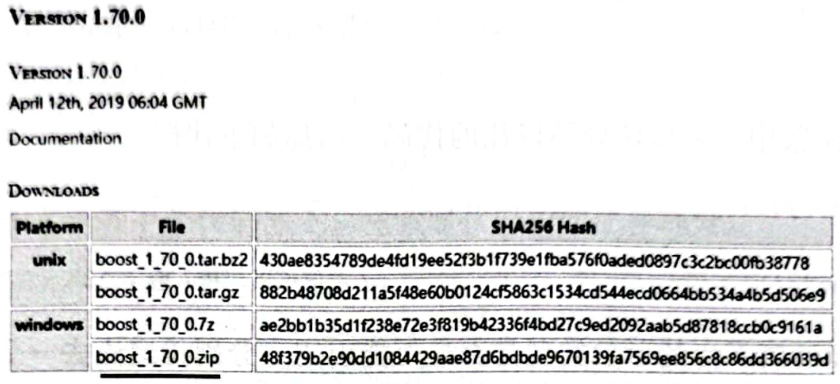 VERSION 1.70.0
VERSION 1.70.0
April 12th, 2019 06:04 GMT
Documentation
DOWNLOADS
Platform File SHA256 Hash
unix boost_1_70_0.tar.bz2 430ae8354789de4fd19ee52f3b1f739e1fba576f0aded0897c3c2bc00fb38778
boost_1_70_0.tar.gz 882b48708d211a5f48e60b0124cf5863c1534cd544ecd0664bb534a4b5d506e9
windows boost_1_70_0.7z ae2bb1b35d1f238e72e3f819b42336f4bd27c9ed2092aab5d87818ccb0c9161a
boost_1_70_0.zip 48f379b2e90dd1084429aae87d6bdbde9670139fa7569ee856c8c86dd366039d